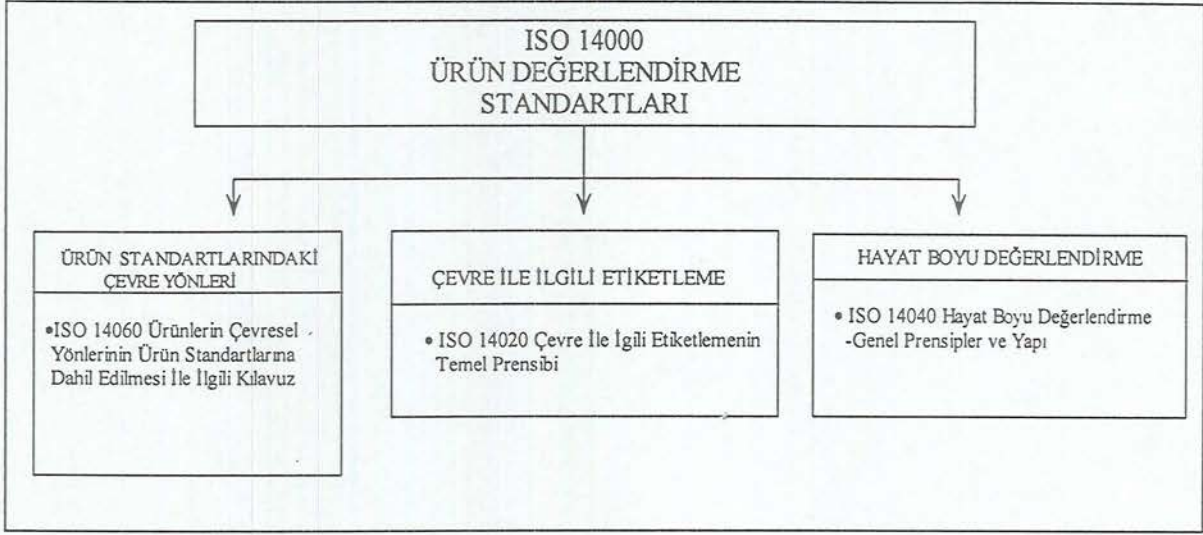 ISO 14000
ÜRÜN DEĞERLENDİRME
STANDARTLARI
ÜRÜN STANDARTLARINDAKİ
ÇEVRE YÖNLERİ
•ISO 14060 Ürünlerin Çevresel
Yönlerinin Ürün Standartlarına
Dahil Edilmesi İle İlgili Kılavuz
ÇEVRE İLE İLGİLİ ETİKETLEME
• ISO 14020 Çevre İle İgili Etiketlemenin
Temel Prensibi
HAYAT BOYU DEĞERLENDİRME
• ISO 14040 Hayat Boyu Değerlendirme
-Genel Prensipler ve Yapı